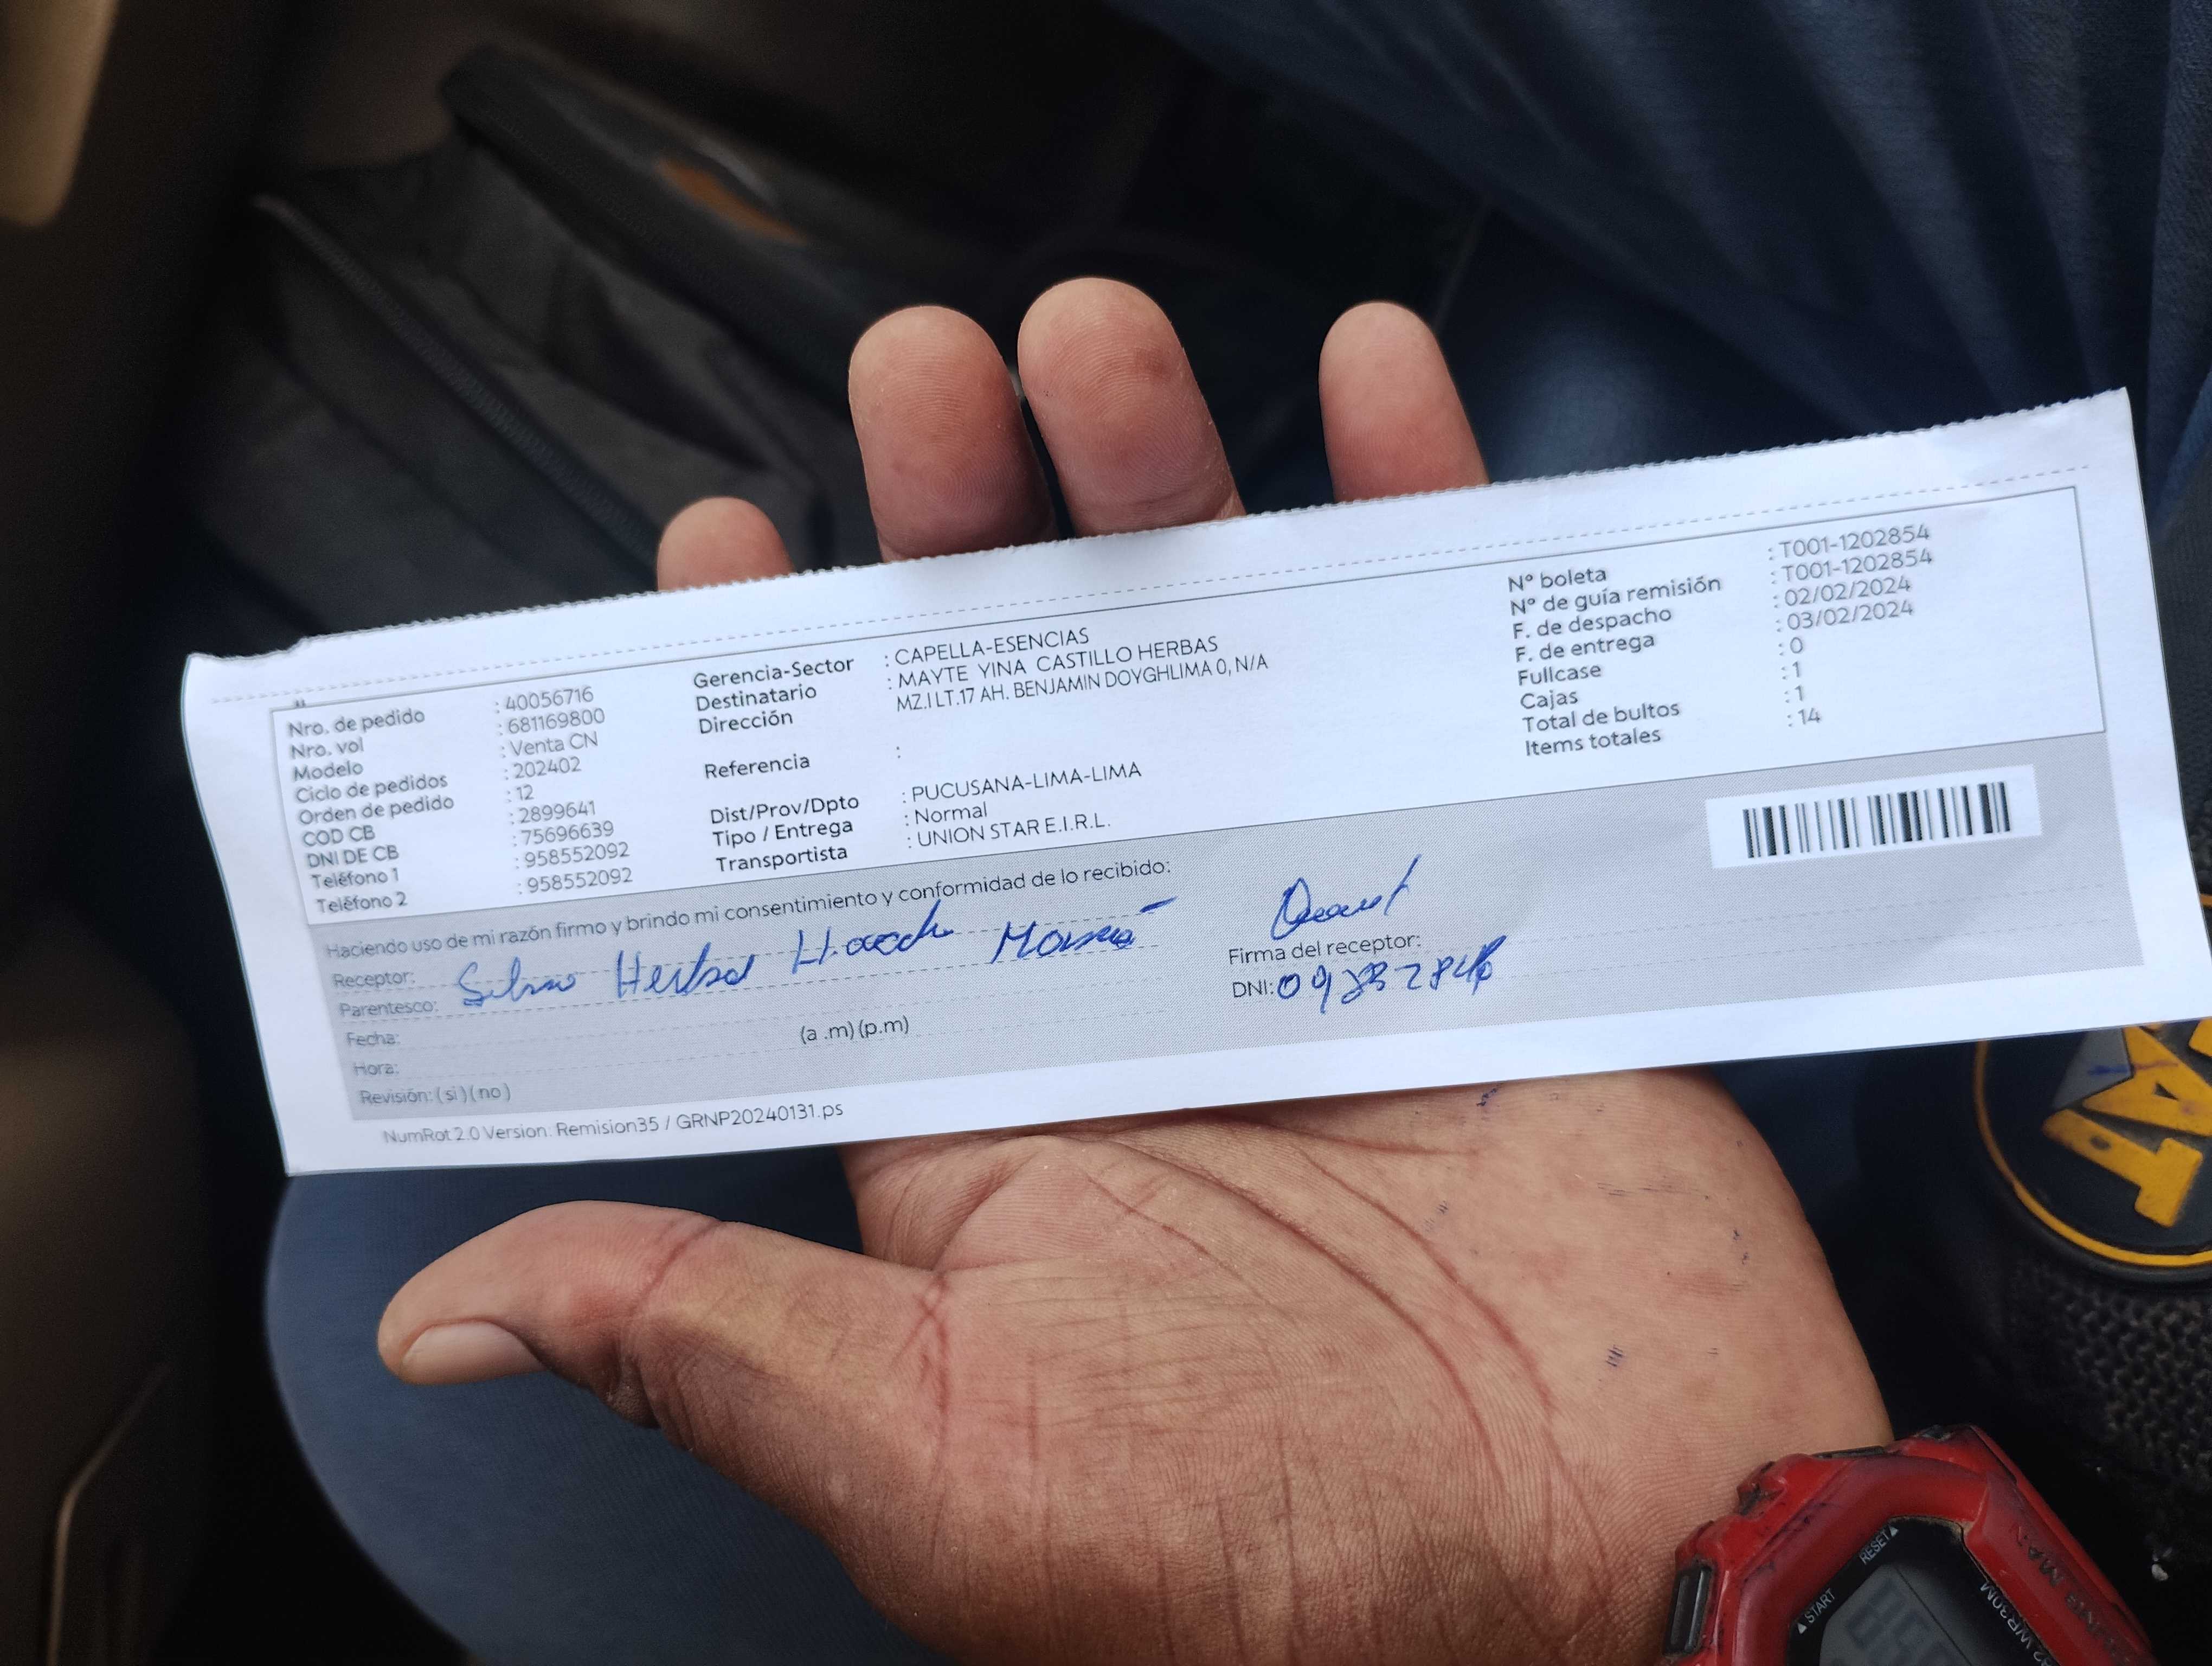 Nro. de pedido : 40056716
Nro. vol : 681169800
Modelo : Venta CN
Ciclo de pedidos : 202402
Orden de pedido : 12
COD CB : 2899641
DNI DE CB : 75696639
Teléfono 1 : 958552092
Teléfono 2 : 958552092
Gerencia-Sector : CAPELLA-ESENCIAS
Destinatario : MAYTE YINA CASTILLO HERBAS
Dirección MZ.I LT.17 AH. BENJAMIN DOYGHLIMA 0, N/A
Referencia :
Dist/Prov/Dpto : PUCUSANA-LIMA-LIMA
Tipo / Entrega : Normal
Transportista : UNION STAR E.I.R.L.
Nº boleta : T001-1202854
Nº de guía remisión : T001-1202854
F. de despacho : 02/02/2024
F. de entrega : 03/02/2024
Fullcase : 0
Cajas : 1
Total de bultos : 1
Items totales : 14
Haciendo uso de mi razón firmo y brindo mi consentimiento y conformidad de lo recibido:
Receptor:
Parentesco:
Fecha:
Hora: (a .m) (p.m)
Revisión: ( si ) ( no )
Firma del receptor:
DNI:
NumRot 2.0 Version: Remision35 / GRNP20240131.ps
AT
RESET
START
WR30M